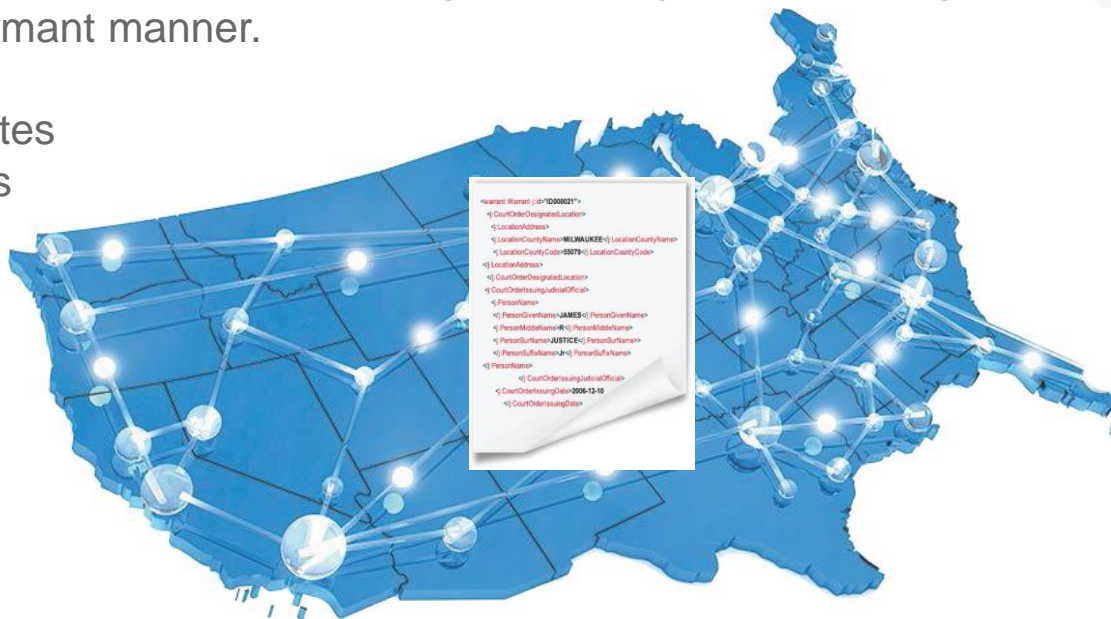 ymant manner.
tes
s
<warrant:Warrant j:id="ID000021">
<j:CourtOrderDesignatedLocation>
<j:LocationAddress>
<j:LocationCountyName>MILWAUKEE</j:LocationCountyName>
<j:LocationCountyCode>55079</j:LocationCountyCode>
</j:LocationAddress>
</j:CourtOrderDesignatedLocation>
<j:CourtOrderIssuingJudicialOfficial>
<j:PersonName>
</j:PersonGivenName>JAMES</j:PersonGivenName>
<j:PersonMiddleName>R</j:PersonMiddleName>
<j:PersonSurName>JUSTICE</j:PersonSurName>>
</j:PersonSuffixName>Jr</j:PersonSuffixName>
</j:PersonName>
</j:CourtOrderIssuingJudicialOfficial>
<j:CourtOrderIssuingDate>2006-12-10
</j:CourtOrderIssuingDate>